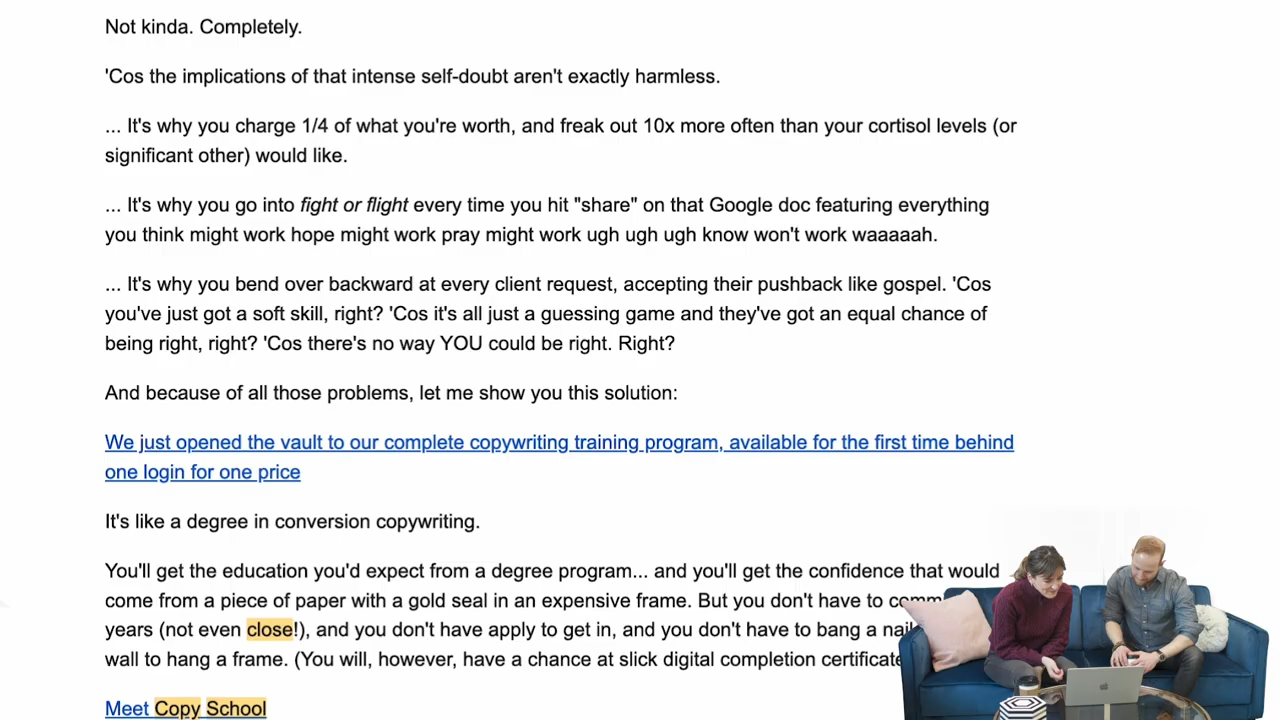 Not kinda. Completely.
'Cos the implications of that intense self-doubt aren't exactly harmless.
... It's why you charge 1/4 of what you're worth, and freak out 10x more often than your cortisol levels (or
significant other) would like.
... It's why you go into fight or flight every time you hit "share" on that Google doc featuring everything
you think might work hope might work pray might work ugh ugh ugh know won't work waaaaah.
... It's why you bend over backward at every client request, accepting their pushback like gospel. 'Cos
you've just got a soft skill, right? 'Cos it's all just a guessing game and they've got an equal chance of
being right, right? 'Cos there's no way YOU could be right. Right?
And because of all those problems, let me show you this solution:
We just opened the vault to our complete copywriting training program, available for the first time behind
one login for one price
It's like a degree in conversion copywriting.
You'll get the education you'd expect from a degree program... and you'll get the confidence that would
come from a piece of paper with a gold seal in an expensive frame. But you don't have to
years (not even close!), and you don't have apply to get in, and you don't have to bang a
wall to hang a frame. (You will, however, have a chance at slick digital completion
Meet Copy School